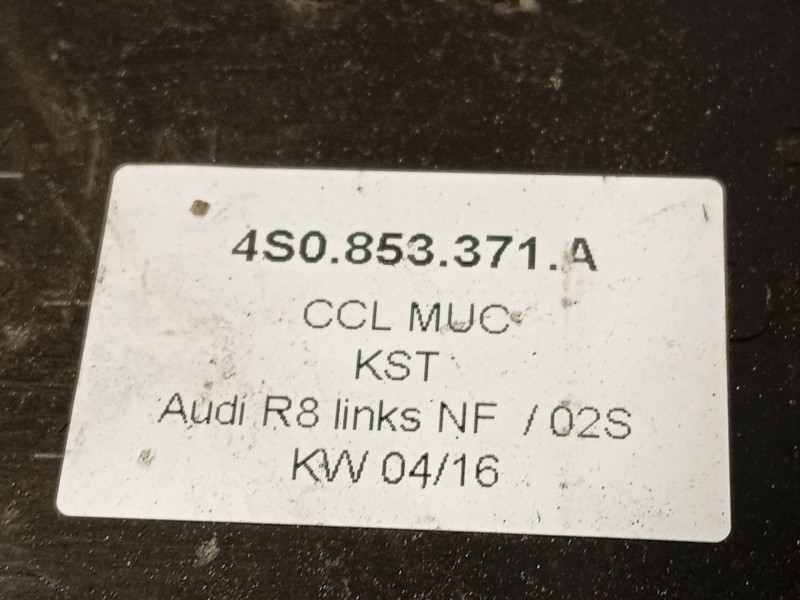 4S0.853.371.A
CCL MUC
KST
Audi R8 links NF / 02S
KW 04/16